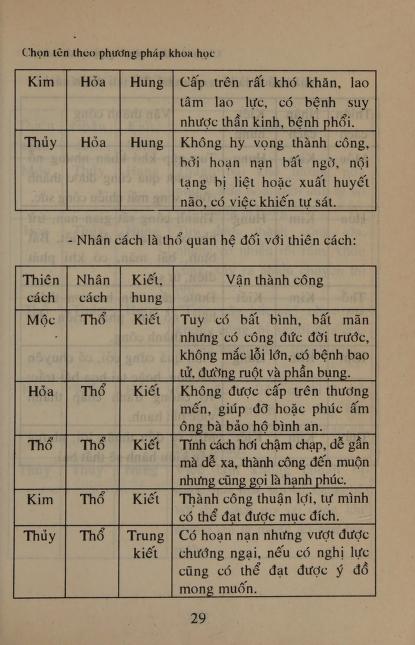 Chọn tên theo phương pháp khoa học
Kim Hỏa Hung Cấp trên rất khó khăn, lao
tâm lao lực, có bệnh suy
nhược thần kinh, bệnh phổi.
Thủy Hỏa Hung Không hy vọng thành công,
bởi hoạn nạn bất ngờ, nội
tạng bị liệt hoặc xuất huyết
não, có việc khiến tự sát.
- Nhân cách là thổ quan hệ đối với thiên cách:
Thiên Nhân Kiết, Vận thành công
cách cách hung
Mộc Thổ Kiết Tuy có bất bình, bất mãn
nhưng có công đức đời trước,
không mắc lỗi lớn, có bệnh bao
tử, đường ruột và phần bụng.
Hỏa Thổ Kiết Không được cấp trên thương
mến, giúp đỡ hoặc phúc ấm
ông bà bảo hộ bình an.
Thổ Thổ Kiết Tính cách hơi chậm chạp, dễ gần
mà dễ xa, thành công đến muộn
nhưng cũng gọi là hạnh phúc.
Kim Thổ Kiết Thành công thuận lợi, tự mình
có thể đạt được mục đích.
Thủy Thổ Trung Có hoạn nạn nhưng vượt được
kiết chướng ngại, nếu có nghị lực
cũng có thể đạt được ý đồ
mong muốn.
29